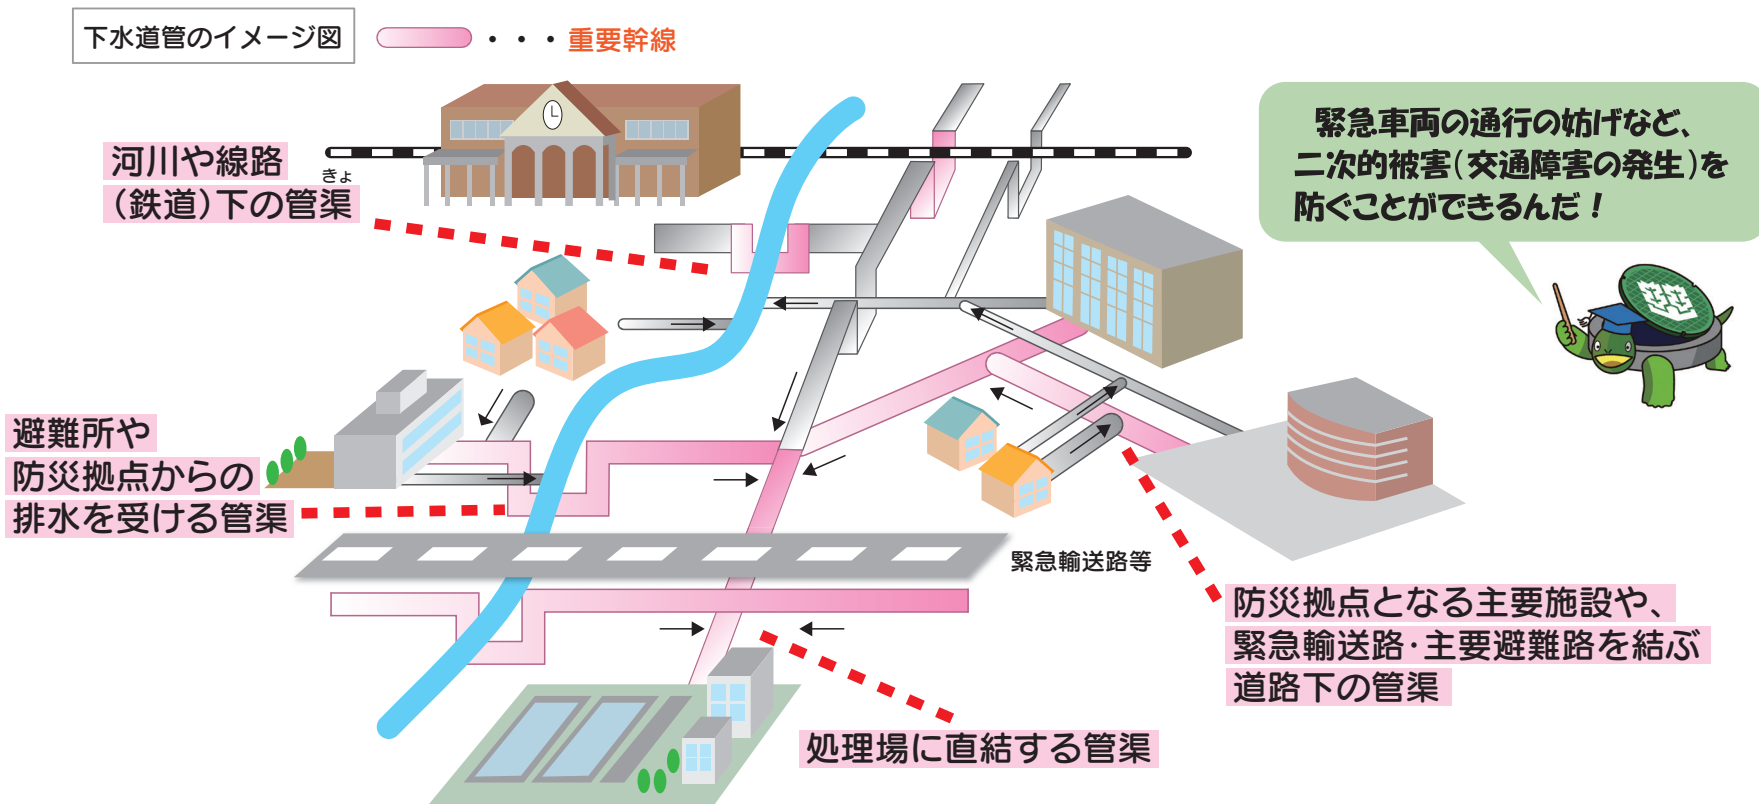 下水道管のイメージ図
・・・重要幹線
河川や線路
きょ
(鉄道)下の管渠
緊急車両の通行の妨げなど、
二次的被害(交通障害の発生)を
防ぐことができるんだ!
避難所や
防災拠点からの
排水を受ける管渠
緊急輸送路等
防災拠点となる主要施設や、
緊急輸送路・主要避難路を結ぶ
道路下の管渠
処理場に直結する管渠